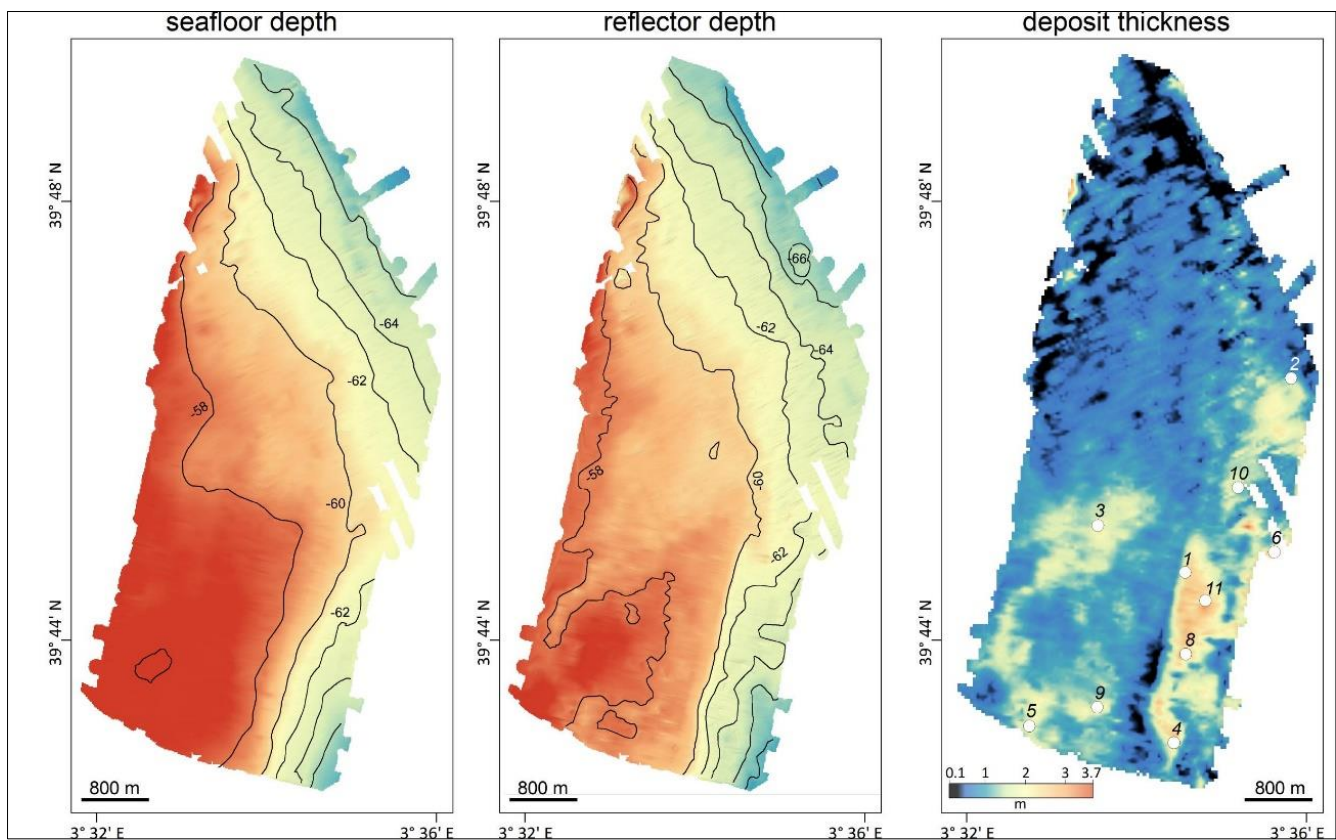 seafloor depth
reflector depth
deposit thickness
39° 48' N
39° 44' N
-64
-62
-58
-60
-62
800 m
3° 32' E
3° 36' E
39° 48' N
39° 44' N
-66
-62
-64
-58
-60
-62
800 m
3° 32' E
3° 36' E
39° 48' N
39° 44' N
2
10
3
6
1
11
8
9
5
4
0.1 1 2 3 3.7
m
800 m
3° 32' E
3° 36' E